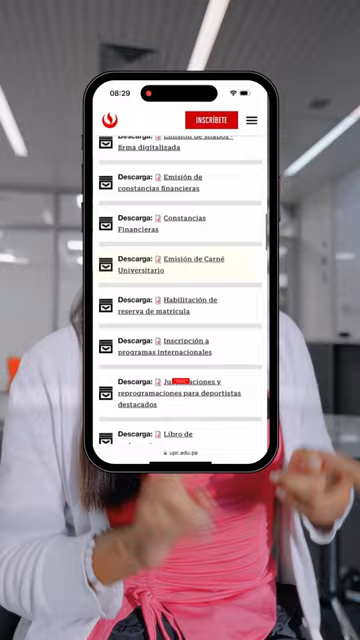 08:29
INSCRÍBETE
Descarga: Emisión de sílabos -
firma digitalizada
Descarga: Emisión de
constancias financieras
Descarga: Constancias
Financieras
Descarga: Emisión de Carné
Universitario
Descarga: Habilitación de
reserva de matrícula
Descarga: Inscripción a
programas internacionales
Descarga:
reprogramaciones para deportistas
destacados
Descarga: Libro de
upc.edu.pe